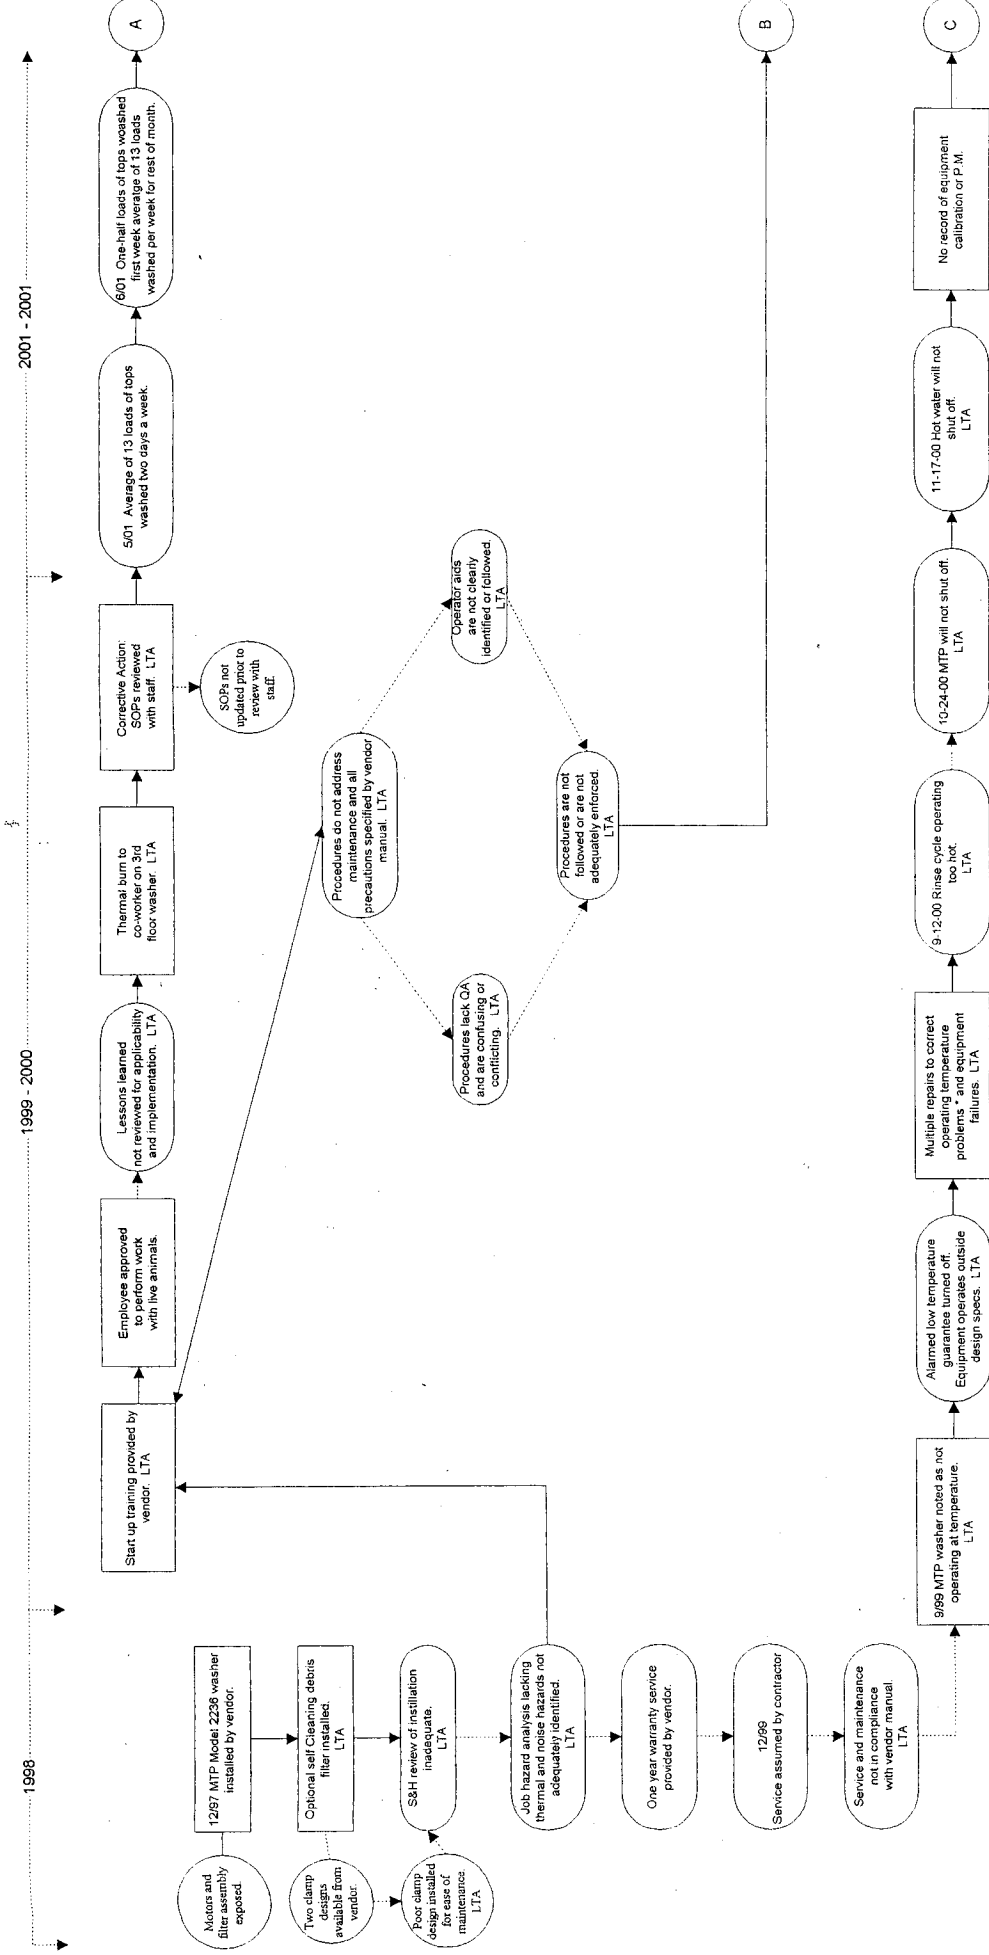 1998
1999 - 2000
2001 - 2001
Motors and
filter assembly
exposed.
12/97 MTP Model 2236 washer
installed by vendor.
Two clamp
designs
available from
vendor.
Optional self Cleaning debris
filter installed.
LTA
Poor clamp
design installed
for ease of
maintenance.
LTA
S&H review of instillation
inadequate.
LTA
Job hazard analysis lacking
thermal and noise hazards not
adequately identified.
LTA
One year warranty service
provided by vendor.
12/99
Service assumed by contractor
Service and maintenance
not in compliance
with vendor manual.
LTA
Start up training provided by
vendor. LTA
Employee approved
to perform work
with live animals.
Lessons learned
not reviewed for applicability
and implementation. LTA
Thermal burn to
co-worker on 3rd
floor washer. LTA
Corrective Action:
SOPs reviewed
with staff. LTA
SOPs not
updated prior to
review with
staff.
5/01 Average of 13 loads of tops
washed two days a week.
6/01 One-half loads of tops woashed
first week averatge of 13 loads
washed per week for rest of month.
A
Procedures do not address
maintenance and all
precautions specified by vendor
manual. LTA
Procedures lack QA
and are confusing or
conflicting. LTA
Operator aids
are not clearly
identified or followed.
LTA
Procedures are not
followed or are not
adequately enforced.
LTA
B
9/99 MTP washer noted as not
operating at temperature.
LTA
Alarmed low temperature
guarantee turned off.
Equipment operates outside
design specs. LTA
Multiple repairs to correct
operating temperature
problems * and equipment
failures. LTA
9-12-00 Rinse cycle operating
too hot.
LTA
10-24-00 MTP will not shut off.
LTA
11-17-00 Hot water will not
shut off.
LTA
No record of equipment
calibration or P.M.
C